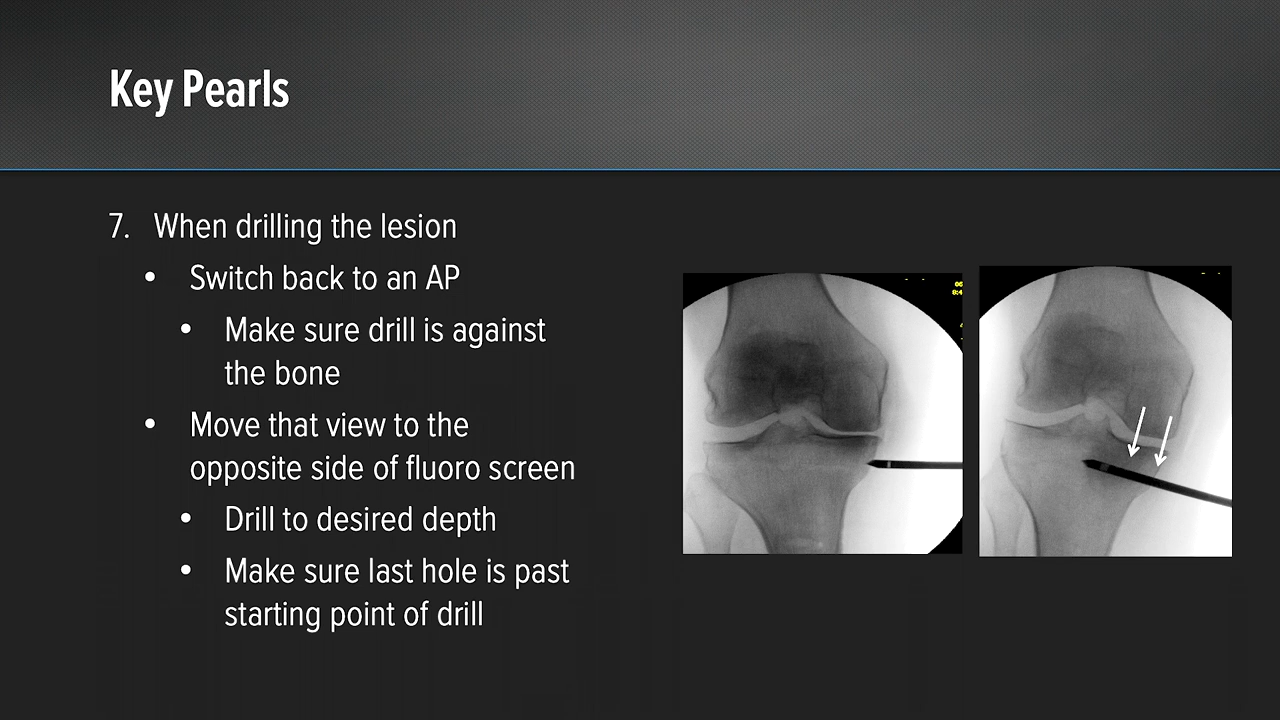 Key Pearls
7. When drilling the lesion
• Switch back to an AP
• Make sure drill is against
the bone
• Move that view to the
opposite side of fluoro screen
• Drill to desired depth
• Make sure last hole is past
starting point of drill